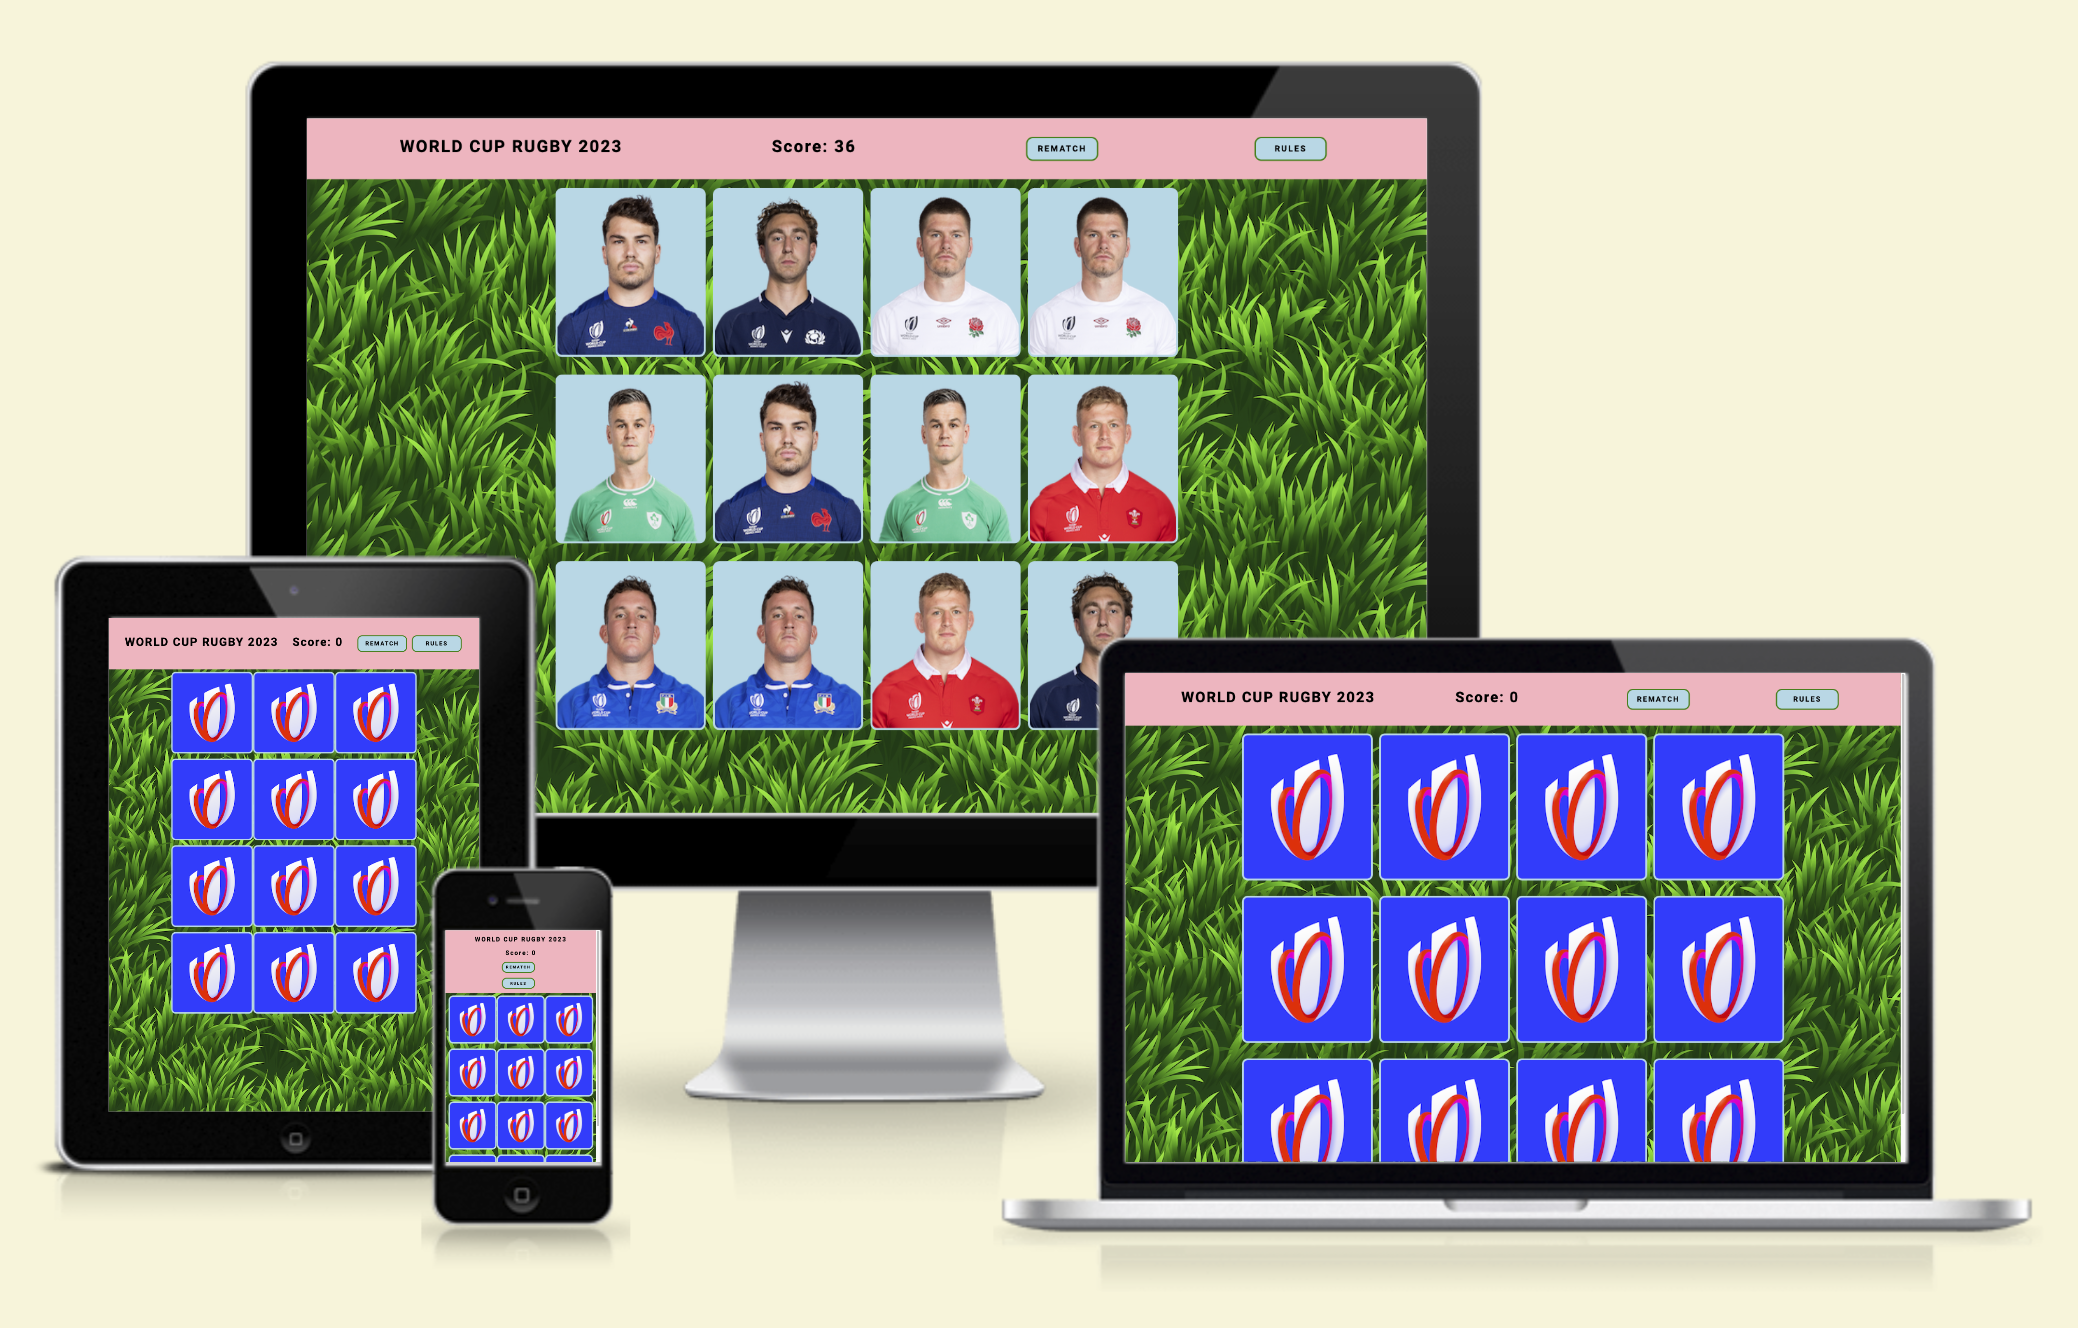 WORLD CUP RUGBY 2023 Score: 36 REMATCH RULES
WORLD CUP RUGBY 2023 Score: 0 REMATCH RULES
WORLD CUP RUGBY 2023
Score: 0
REMATCH
RULES
WORLD CUP RUGBY 2023 Score: 0 REMATCH RULES